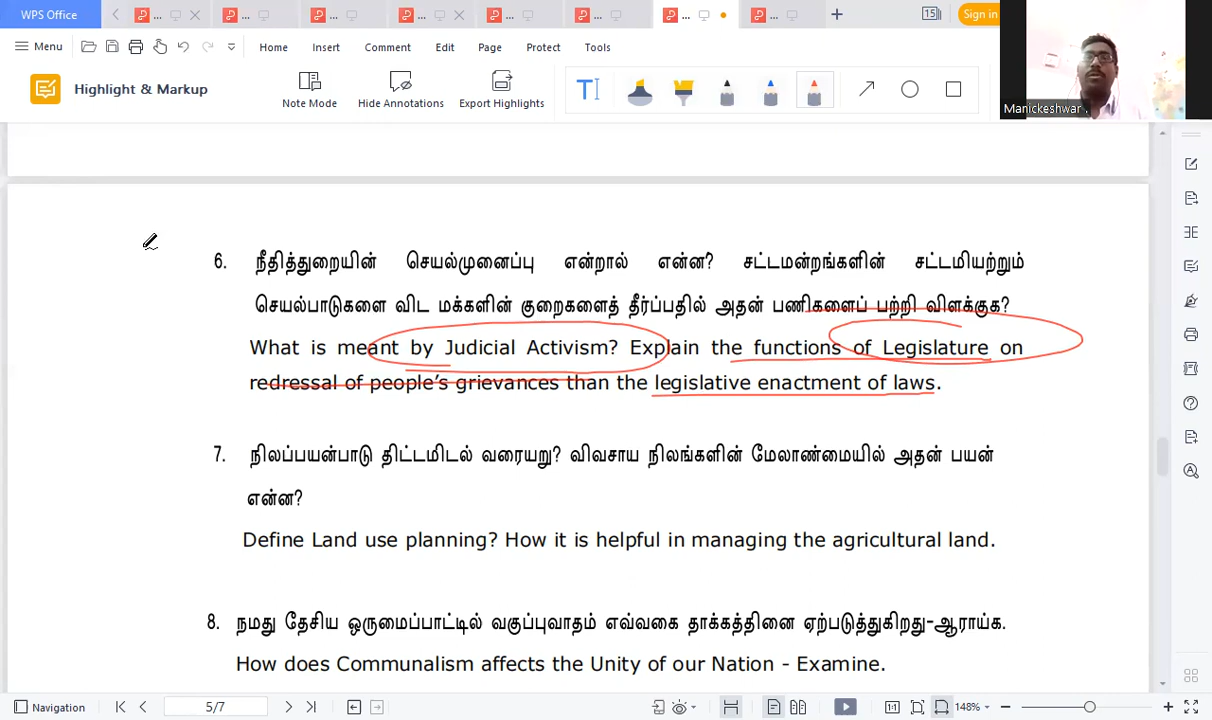 WPS Office ... ... ... ... ... ... ... ... + 15 Sign in
Menu Home Insert Comment Edit Page Protect Tools
Highlight & Markup Note Mode Hide Annotations Export Highlights T
Manickeshwar .
6. நீதித்துறையின் செயல்முனைப்பு என்றால் என்ன? சட்டமன்றங்களின் சட்டமியற்றும்
செயல்பாடுகளை விட மக்களின் குறைகளைத் தீர்ப்பதில் அதன் பணிகளைப் பற்றி விளக்குக?
What is meant by Judicial Activism? Explain the functions of Legislature on
redressal of people's grievances than the legislative enactment of laws.
7. நிலப்பயன்பாடு திட்டமிடல் வரையறு? விவசாய நிலங்களின் மேலாண்மையில் அதன் பயன்
என்ன?
Define Land use planning? How it is helpful in managing the agricultural land.
8. நமது தேசிய ஒருமைப்பாட்டில் வகுப்புவாதம் எவ்வகை தாக்கத்தினை ஏற்படுத்துகிறது-ஆராய்க.
How does Communalism affects the Unity of our Nation - Examine.
Navigation 5/7 1:1 148%